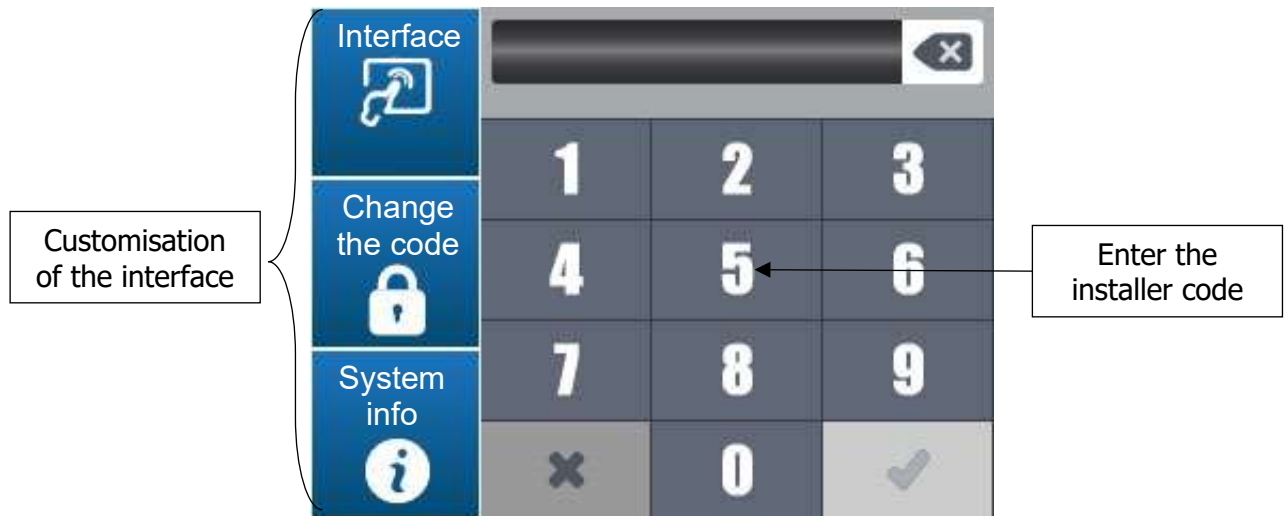 Interface
1 2 3
Change
the code
Customisation
of the interface
4 5 6
Enter the
installer code
7 8 9
System
info
0